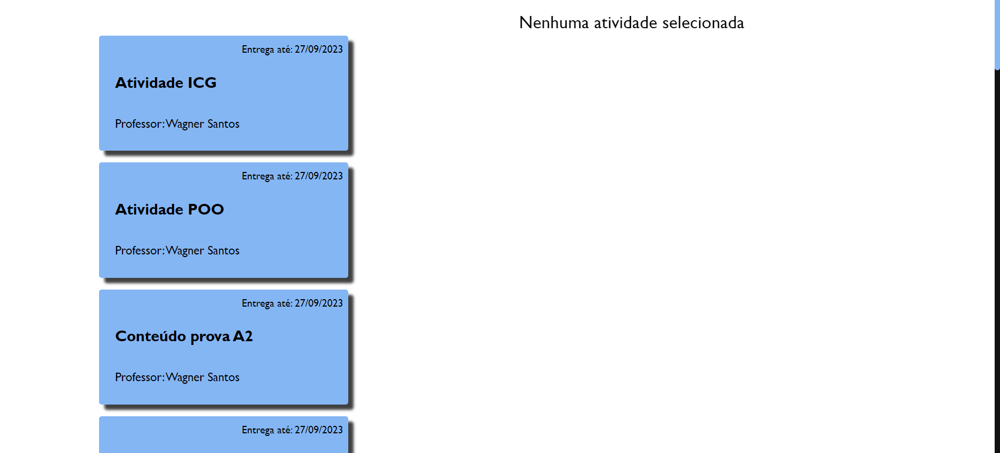 Nenhuma atividade selecionada
Entrega até: 27/09/2023
Atividade ICG
Professor: Wagner Santos
Entrega até: 27/09/2023
Atividade POO
Professor: Wagner Santos
Entrega até: 27/09/2023
Conteúdo prova A2
Professor: Wagner Santos
Entrega até: 27/09/2023